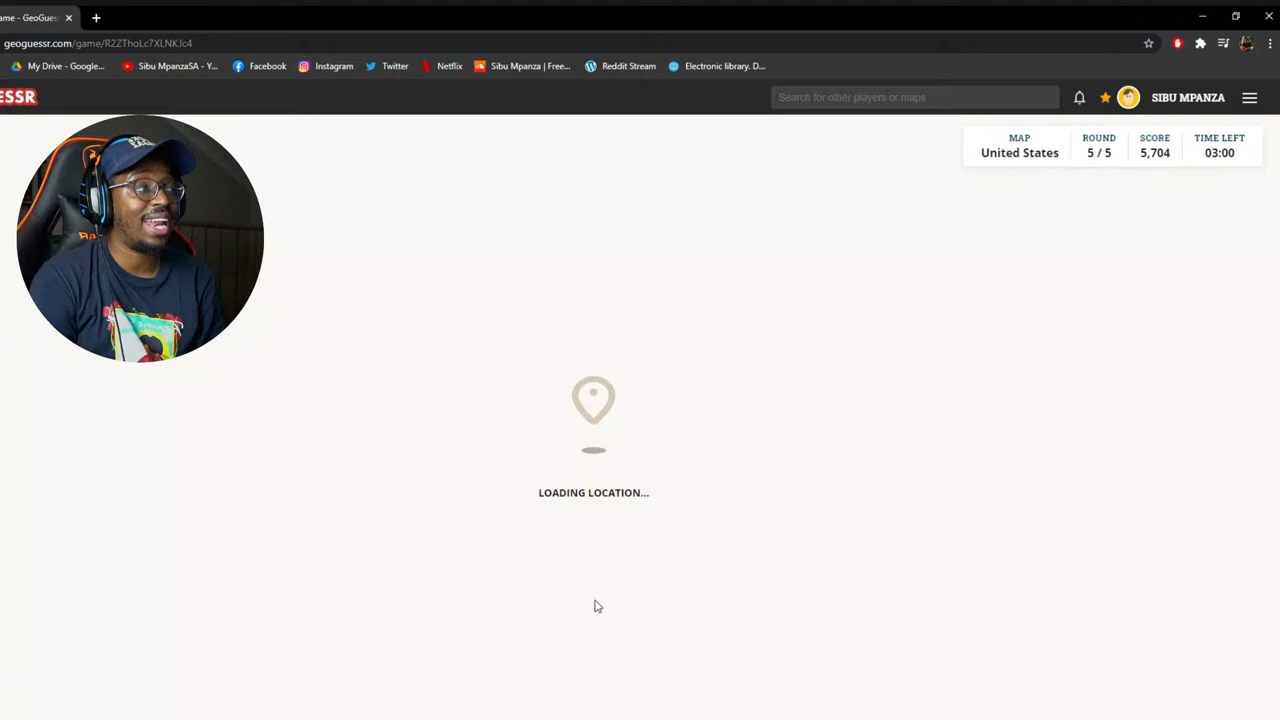 ame - GeoGues
geoguessr.com/game/R2ZThoLc7XLNKJc4
My Drive - Google... Sibu MpanzaSA - Y... Facebook Instagram Twitter Netflix Sibu Mpanza | Free... Reddit Stream Electronic library. D...
ESSR Search for other players or maps SIBU MPANZA
MAP ROUND SCORE TIME LEFT
United States 5 / 5 5,704 03:00
LOADING LOCATION...